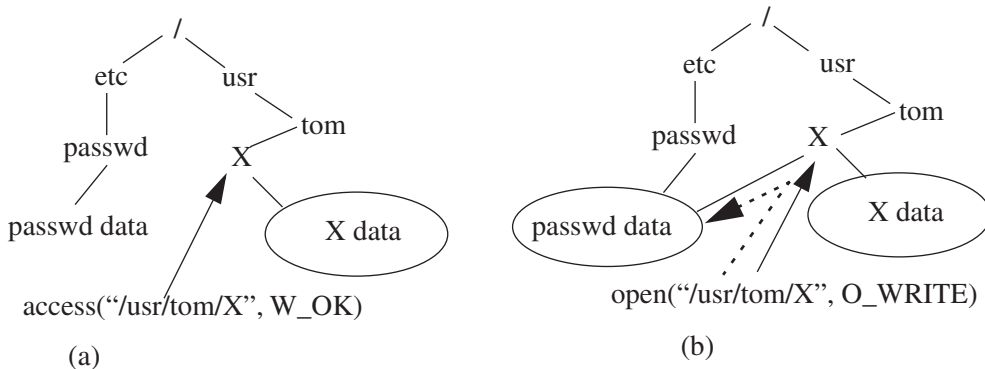 /
etc usr
tom
passwd
X
passwd data
X data
access(“/usr/tom/X”, W_OK)
(a)
/
etc usr
tom
passwd
X
passwd data
X data
open(“/usr/tom/X”, O_WRITE)
(b)